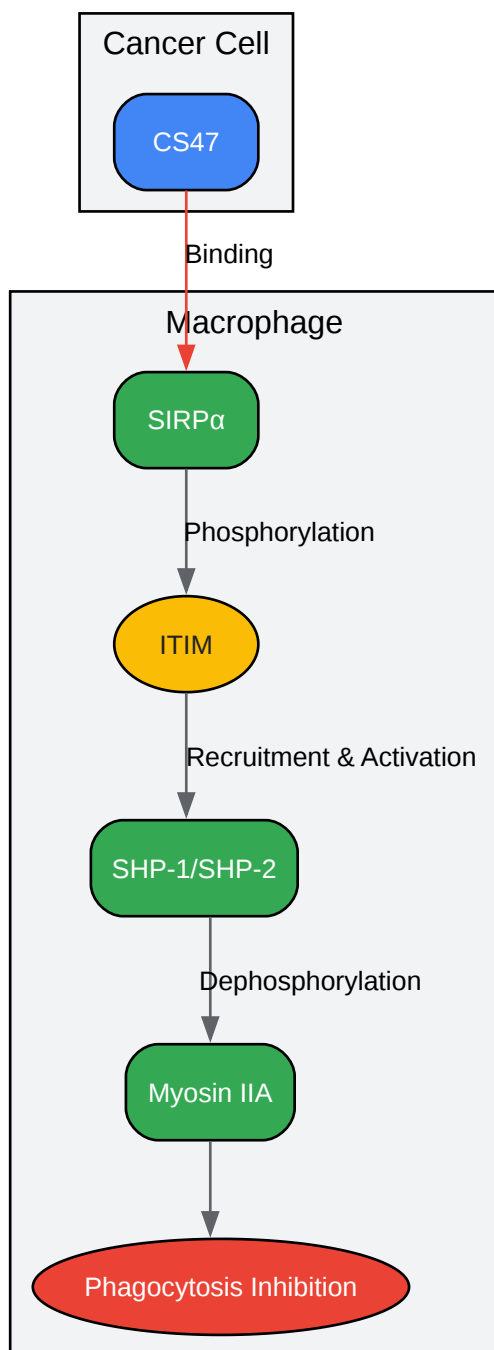 Cancer Cell
CS47
Binding
Macrophage
SIRPα
Phosphorylation
ITIM
Recruitment & Activation
SHP-1/SHP-2
Dephosphorylation
Myosin IIA
Phagocytosis Inhibition